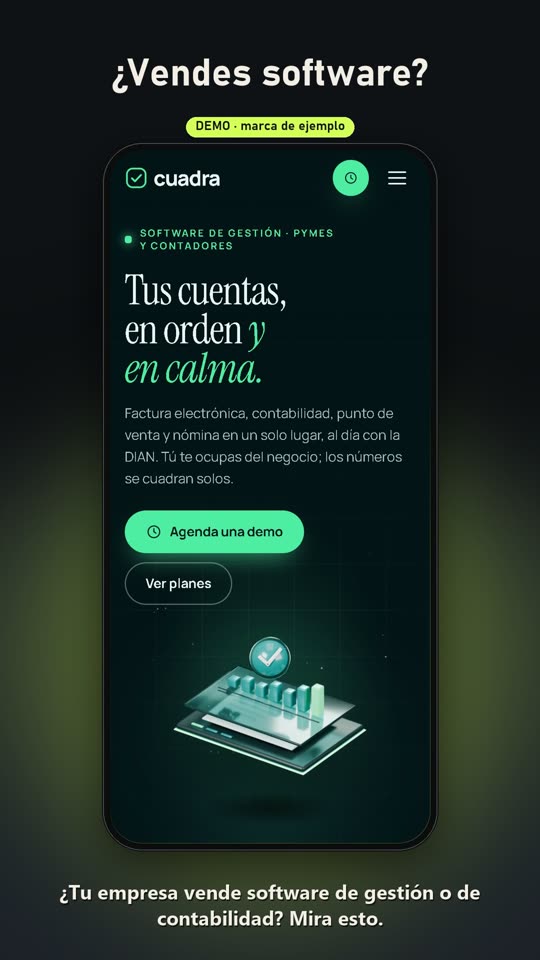 ¿Vendes software?
DEMO · marca de ejemplo
cuadra
SOFTWARE DE GESTIÓN · PYMES
Y CONTADORES
Tus cuentas,
en orden y
en calma.
Factura electrónica, contabilidad, punto de
venta y nómina en un solo lugar, al día con la
DIAN. Tú te ocupas del negocio; los números
se cuadran solos.
Agenda una demo
Ver planes
¿Tu empresa vende software de gestión o de
contabilidad? Mira esto.